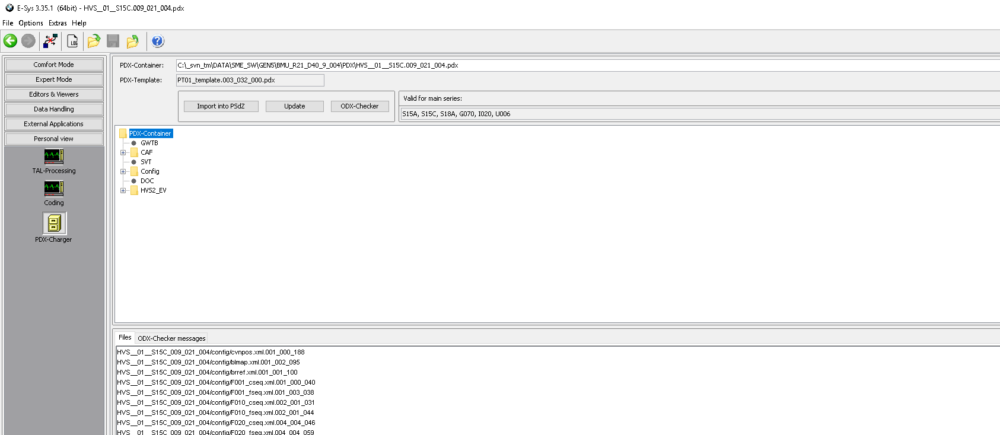 E-Sys 3.35.1 (64bit) - HVS__01__S15C.009_021_004.pdx
File Options Extras Help
LOG
Comfort Mode
Expert Mode
Editors & Viewers
Data Handling
External Applications
Personal view
TAL-Processing
Coding
PDX-Charger
PDX-Container: C:\_svn_tm\DATA\SME_SW\GEN5\BMU_R21_D40_9_004\PDX\HVS__01__S15C.009_021_004.pdx
PDX-Template: PT01_template.003_032_000.pdx
Import into PSdZ Update ODX-Checker
Valid for main series:
S15A, S15C, S18A, G070, I020, U006
PDX-Container
GWTB
CAF
SVT
Config
DOC
HVS2_EV
Files ODX-Checker messages
HVS__01__S15C_009_021_004/config/cvnpos.xml.001_000_188
HVS__01__S15C_009_021_004/config/blmap.xml.001_002_095
HVS__01__S15C_009_021_004/config/brref.xml.001_001_100
HVS__01__S15C_009_021_004/config/F001_cseq.xml.001_000_040
HVS__01__S15C_009_021_004/config/F001_fseq.xml.001_003_038
HVS__01__S15C_009_021_004/config/F010_cseq.xml.002_001_031
HVS__01__S15C_009_021_004/config/F010_fseq.xml.002_001_044
HVS__01__S15C_009_021_004/config/F020_cseq.xml.004_004_046
HVS__01__S15C_009_021_004/config/F020_fseq.xml.004_004_059